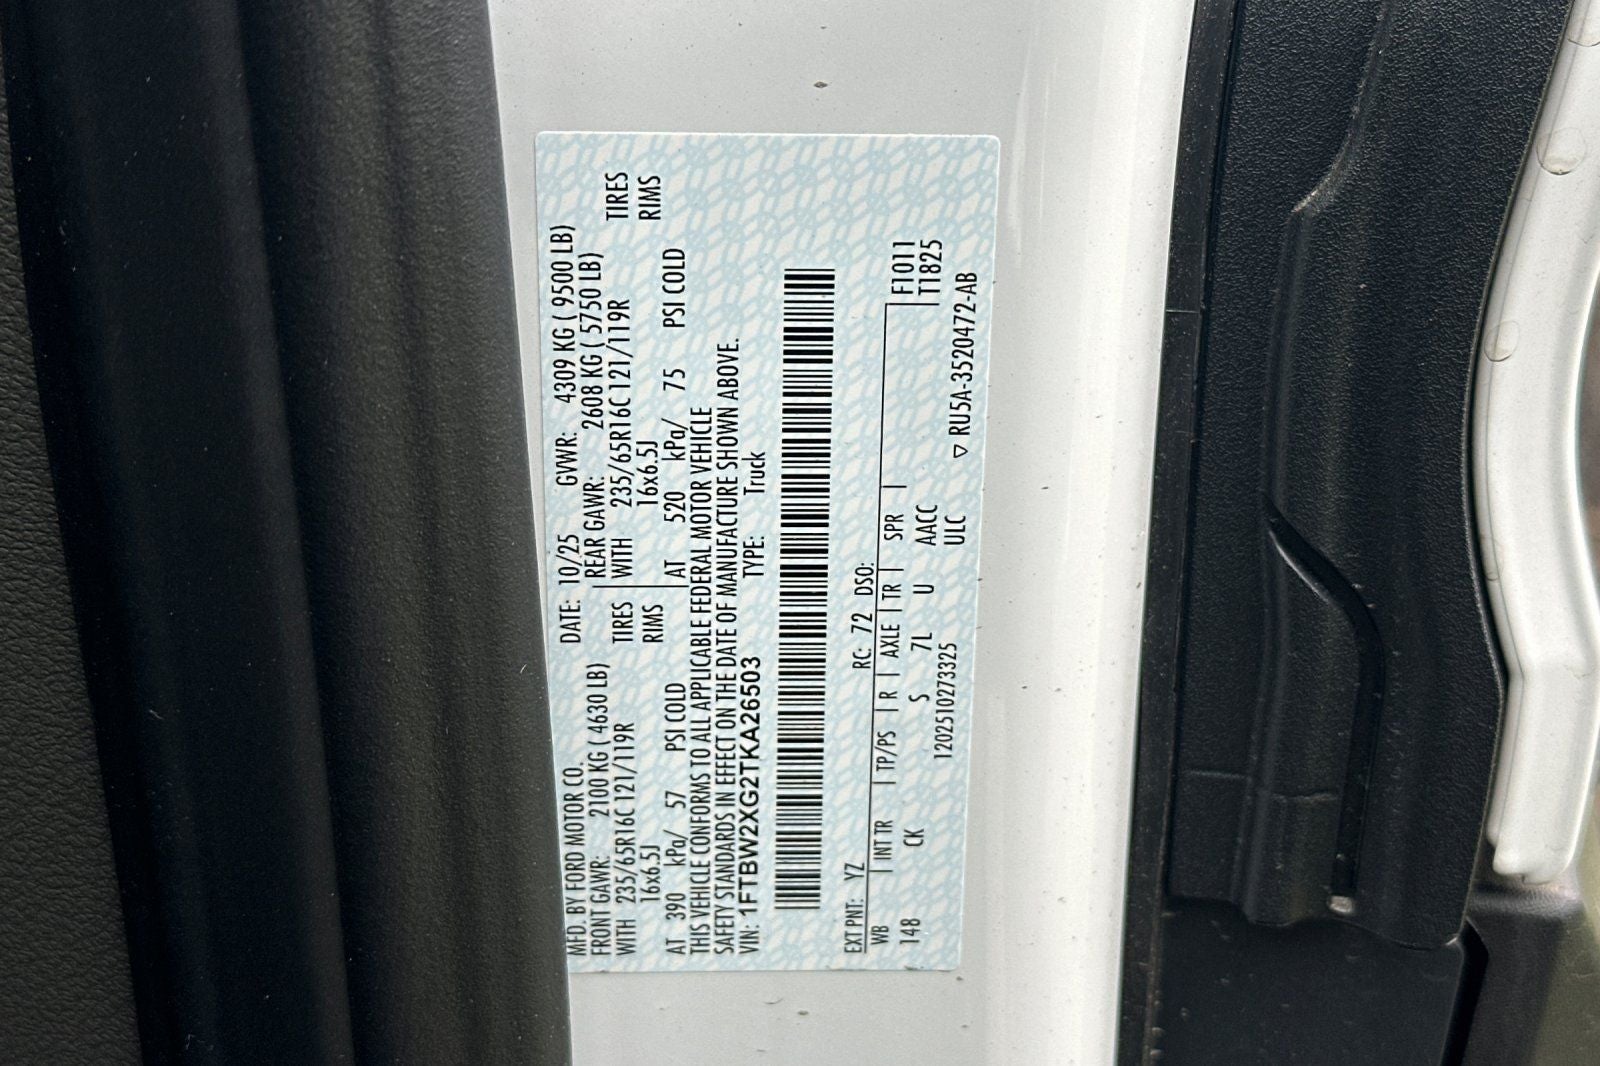 MFD. BY FORD MOTOR CO. DATE: 10/25 GVWR: 4309 KG ( 9500 LB)
FRONT GAWR: 2100 KG ( 4630 LB) REAR GAWR: 2608 KG ( 5750 LB)
WITH 235/65R16C 121/119R TIRES WITH 235/65R16C 121/119R TIRES
16x6.5J RIMS 16x6.5J RIMS
AT 390 kPa/ 57 PSI COLD AT 520 kPa/ 75 PSI COLD
THIS VEHICLE CONFORMS TO ALL APPLICABLE FEDERAL MOTOR VEHICLE
SAFETY STANDARDS IN EFFECT ON THE DATE OF MANUFACTURE SHOWN ABOVE.
VIN: 1FTBW2XG2TKA26503 TYPE: Truck
EXT PNT: YZ RC: 72 DSO:
WB INT TR TP/PS R AXLE TR SPR F1011
148 CK S 7L U AACC T1825
120251027332​5 ULC
▽ RU5A-3520472-AB